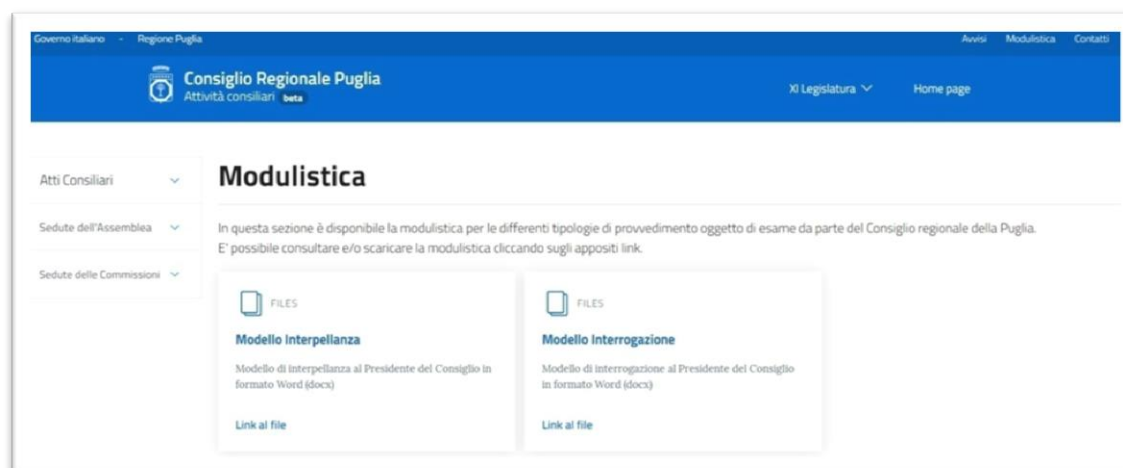 Governo italiano - Regione Puglia
Avvisi Modulistica Contatti
Consiglio Regionale Puglia
Attività consiliari beta
XI Legislatura Home page
Atti Consiliari
Sedute dell'Assemblea
Sedute delle Commissioni
Modulistica
In questa sezione è disponibile la modulistica per le differenti tipologie di provvedimento oggetto di esame da parte del Consiglio regionale della Puglia.
E' possibile consultare e/o scaricare la modulistica cliccando sugli appositi link.
FILES
Modello Interpellanza
Modello di interpellanza al Presidente del Consiglio in
formato Word (docx)
Link al file
FILES
Modello Interrogazione
Modello di interrogazione al Presidente del Consiglio
in formato Word (docx)
Link al file